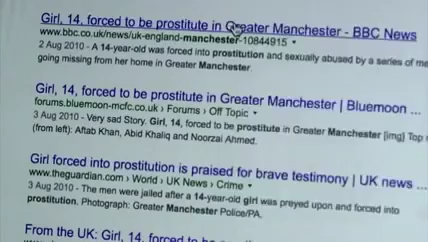 Girl, 14, forced to be prostitute in Greater Manchester - BBC News
www.bbc.co.uk/news/uk-england-manchester-10844915
2 Aug 2010 - A 14-year-old was forced into prostitution and sexually abused by a series of me
going missing from her home in Greater Manchester.
Girl, 14, forced to be prostitute in Greater Manchester | Bluemoon ...
forums.bluemoon-mcfc.co.uk › Forums › Off Topic
3 Aug 2010 - Very sad Story. Girl, 14, forced to be prostitute in Greater Manchester [img] Top
(from left): Aftab Khan, Abid Khaliq and Noorzai Ahmed.
Girl forced into prostitution is praised for brave testimony | UK news ...
www.theguardian.com › World › UK News › Crime
3 Aug 2010 - The men were jailed after a 14-year-old girl was preyed upon and forced into
prostitution. Photograph: Greater Manchester Police/PA.
From the UK: Girl, 14, forced to be